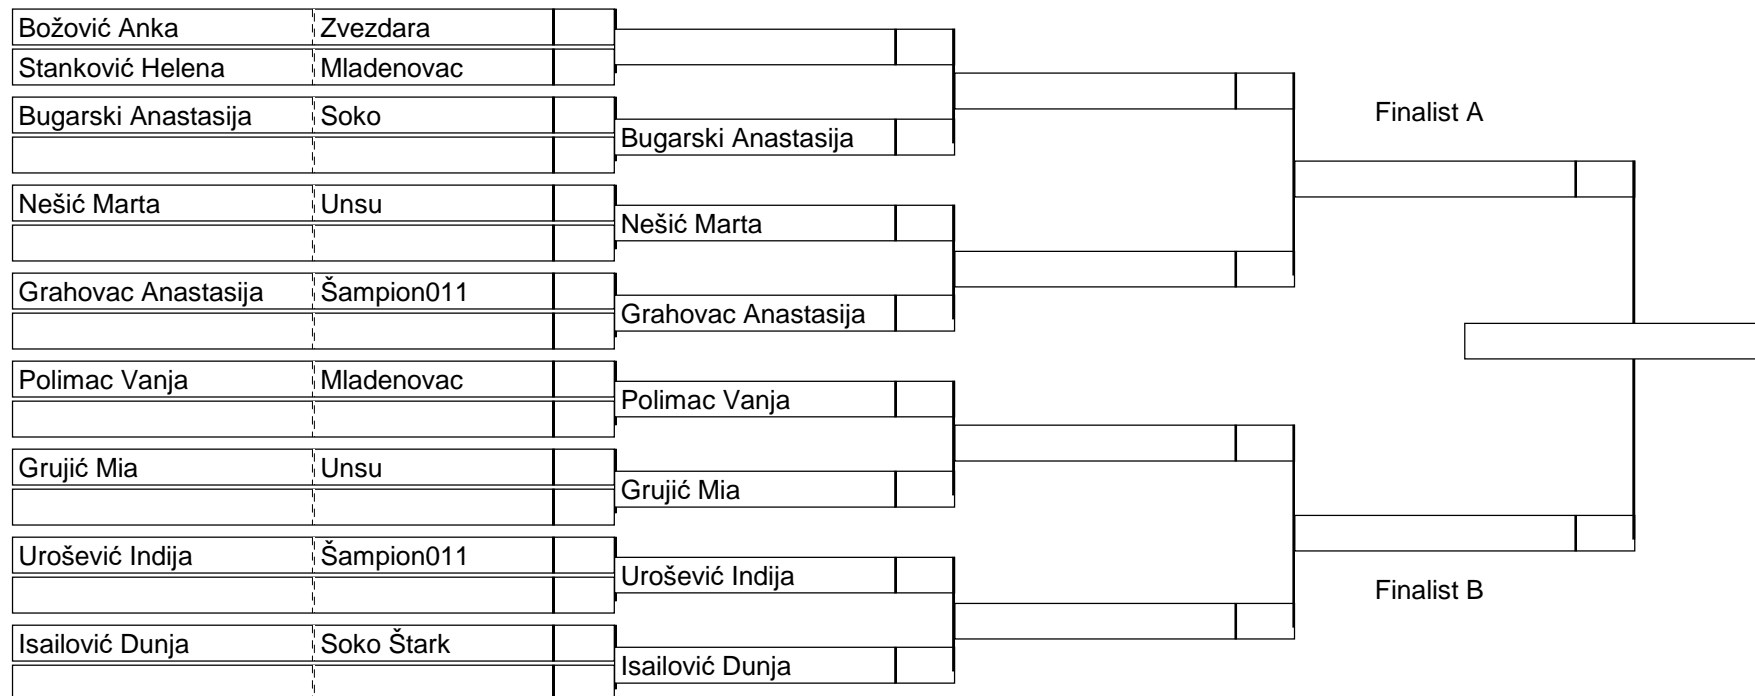 Božović Anka Zvezdara
Stanković Helena Mladenovac
Bugarski Anastasija Soko
Bugarski Anastasija
Nešić Marta Unsu
Nešić Marta
Grahovac Anastasija Šampion011
Grahovac Anastasija
Polimac Vanja Mladenovac
Polimac Vanja
Grujić Mia Unsu
Grujić Mia
Urošević Indija Šampion011
Urošević Indija
Isailović Dunja Soko Štark
Isailović Dunja
Finalist A
Finalist B